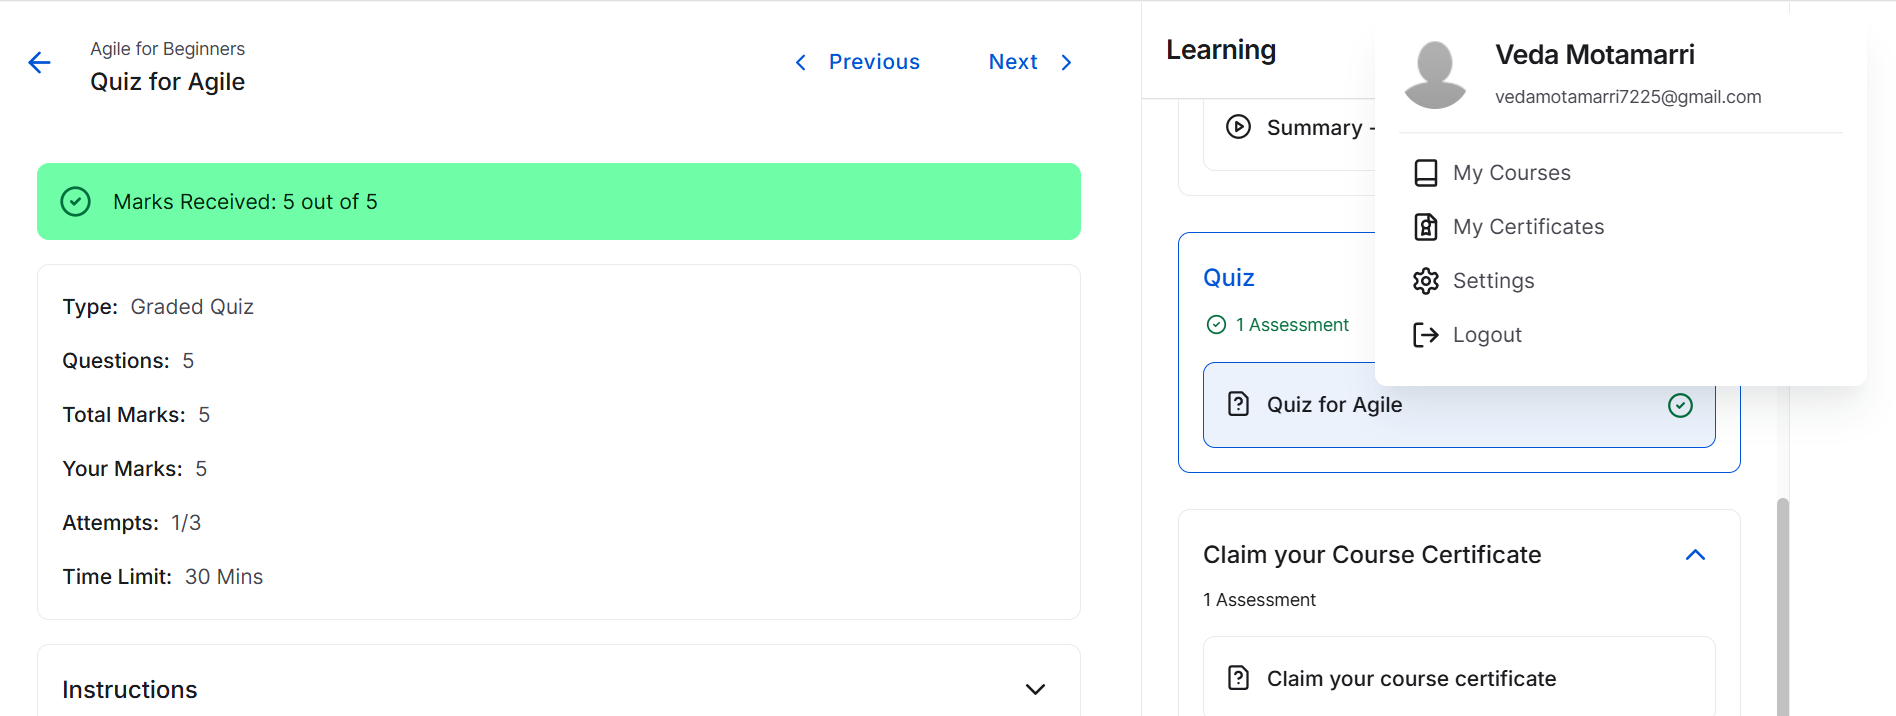 Agile for Beginners
Quiz for Agile
Previous
Next
Marks Received: 5 out of 5
Type: Graded Quiz
Questions: 5
Total Marks: 5
Your Marks: 5
Attempts: 1/3
Time Limit: 30 Mins
Instructions
Learning
Summary -
Quiz
1 Assessment
Quiz for Agile
Claim your Course Certificate
1 Assessment
Claim your course certificate
Veda Motamarri
vedamotamarri7225@gmail.com
My Courses
My Certificates
Settings
Logout